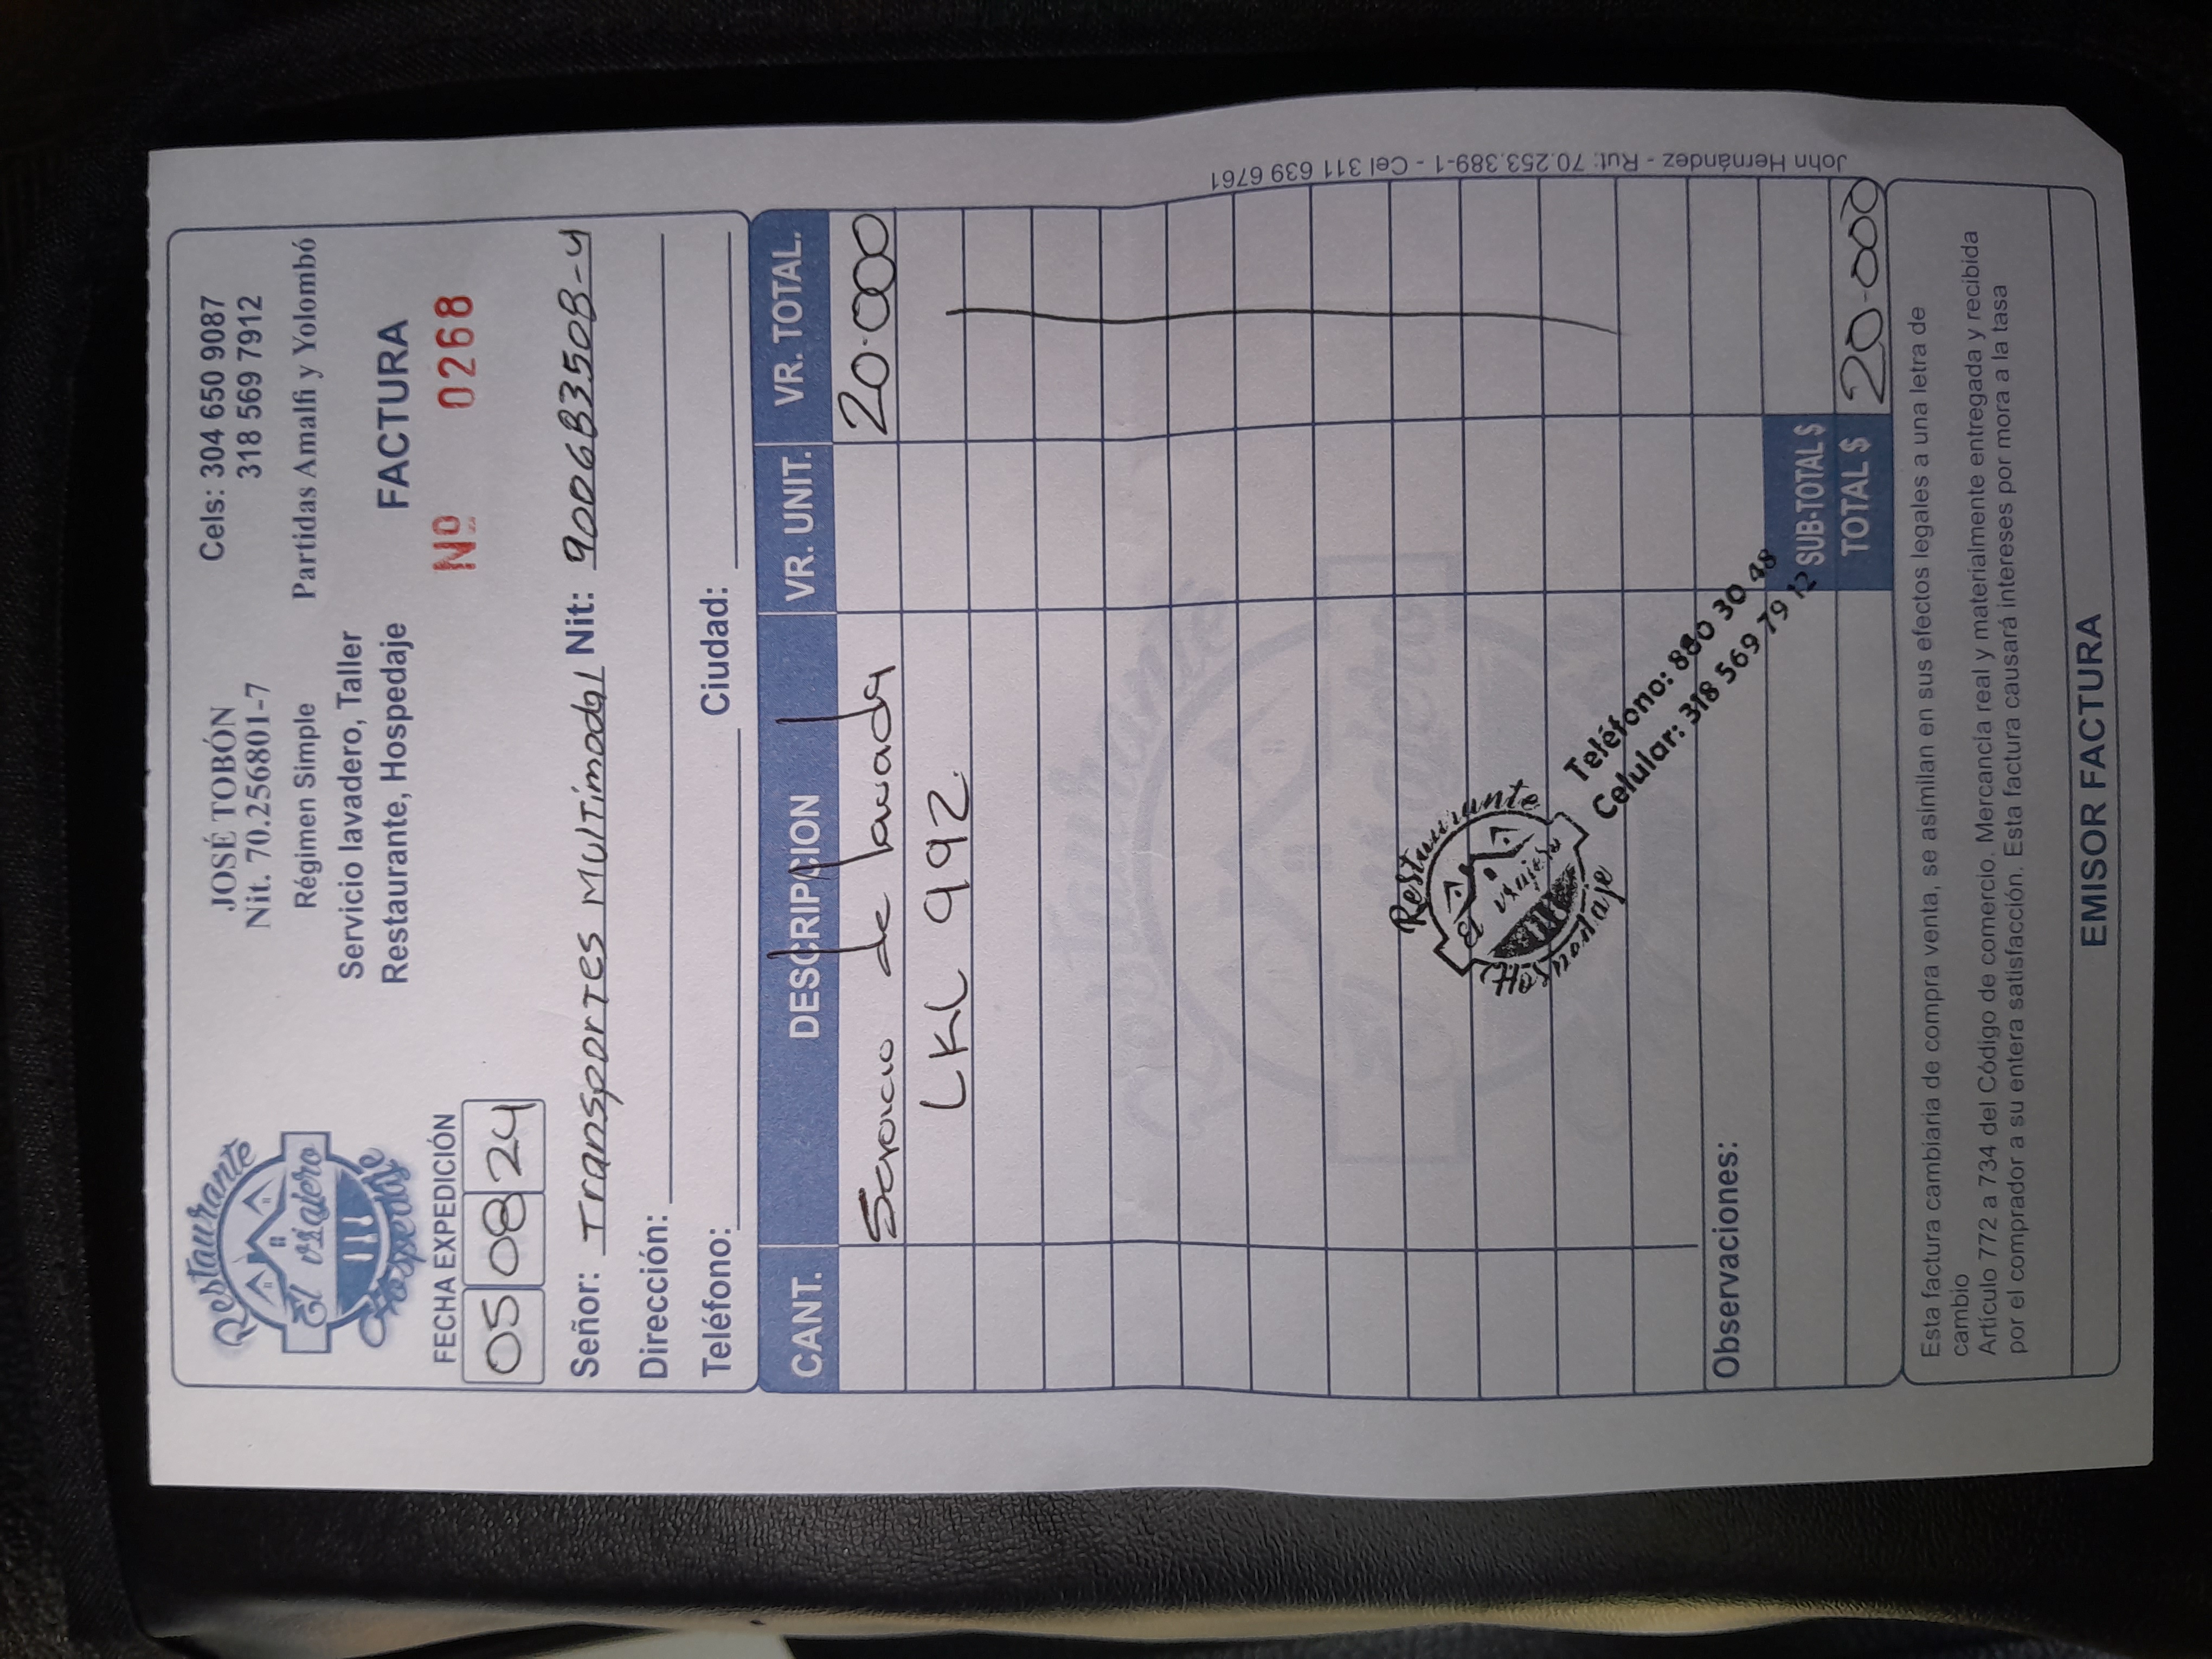 Restaurante
El viajero
Hospedaje
JOSÉ TOBÓN
Nit. 70.256801-7
Régimen Simple
Servicio lavadero, Taller
Restaurante, Hospedaje
Cels: 304 650 9087
318 569 7912
Partidas Amalfi y Yolombó
FACTURA
Nº 0268
FECHA EXPEDICIÓN
05 08 24
Señor: Transportes Multimodal Nit: 900683508-4
Dirección:
Teléfono: Ciudad:
CANT. DESCRIPCION VR. UNIT. VR. TOTAL.
Servicio de lavada 20.000
LKL 992
Restaurante
El viajero
Hospedaje
Teléfono: 880 30 48
Celular: 318 569 79 12
Observaciones:
SUB-TOTAL $
TOTAL $ 20.000
Esta factura cambiaria de compra venta, se asimilan en sus efectos legales a una letra de
cambio
Artículo 772 a 734 del Código de comercio. Mercancía real y materialmente entregada y recibida
por el comprador a su entera satisfacción. Esta factura causará intereses por mora a la tasa
EMISOR FACTURA
John Hernández - Rut: 70.253.389-1 - Cel 311 639 6761